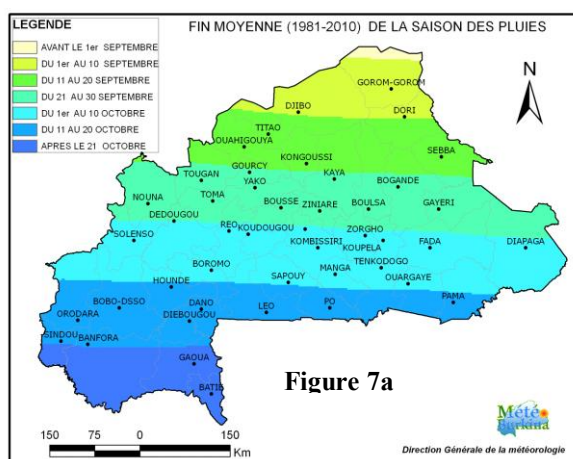 LEGENDE
AVANT LE 1er SEPTEMBRE
DU 1er AU 10 SEPTEMBRE
DU 11 AU 20 SEPTEMBRE
DU 21 AU 30 SEPTEMBRE
DU 1er AU 10 OCTOBRE
DU 11 AU 20 OCTOBRE
APRES LE 21 OCTOBRE
FIN MOYENNE (1981-2010) DE LA SAISON DES PLUIES
N
GOROM-GOROM
DJIBO
DORI
TITAO
OUAHIGOUYA
KONGOUSSI
SEBBA
GOURCY
TOUGAN
YAKO
KAYA
BOGANDE
NOUNA
TOMA
BOUSSE
ZINIARE
BOULSA
GAYERI
DEDOUGOU
SOLENSO
REO
KOUDOUGOU
ZORGHO
KOMBISSIRI
KOUPELA
FADA
DIAPAGA
BOROMO
TENKODOGO
MANGA
SAPOUY
OUARGAYE
HOUNDE
BOBO-DSSO
DANO
LEO
PO
PAMA
ORODARA
DIEBOUGOU
SINDOU
BANFORA
GAOUA
BATIE
Figure 7a
150 75 0 150
Km
Météo
Burkina
Direction Générale de la météorologie